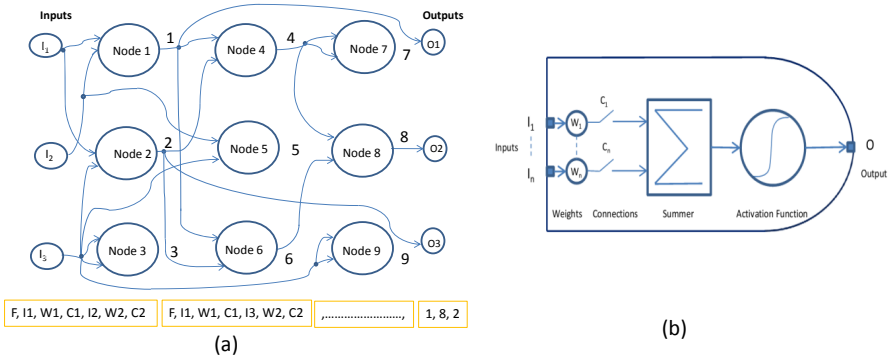 Inputs
Outputs
I1
Node 1
1
Node 4
4
Node 7
7
O1
I2
Node 2
2
Node 5
5
Node 8
8
O2
I3
Node 3
3
Node 6
6
Node 9
9
O3
F, I1, W1, C1, I2, W2, C2
F, I1, W1, C1, I3, W2, C2
,……………………,
1, 8, 2
(a)
I1
Inputs
In
W1
Wn
C1
Cn
O
Output
Weights
Connections
Summer
Activation Function
(b)